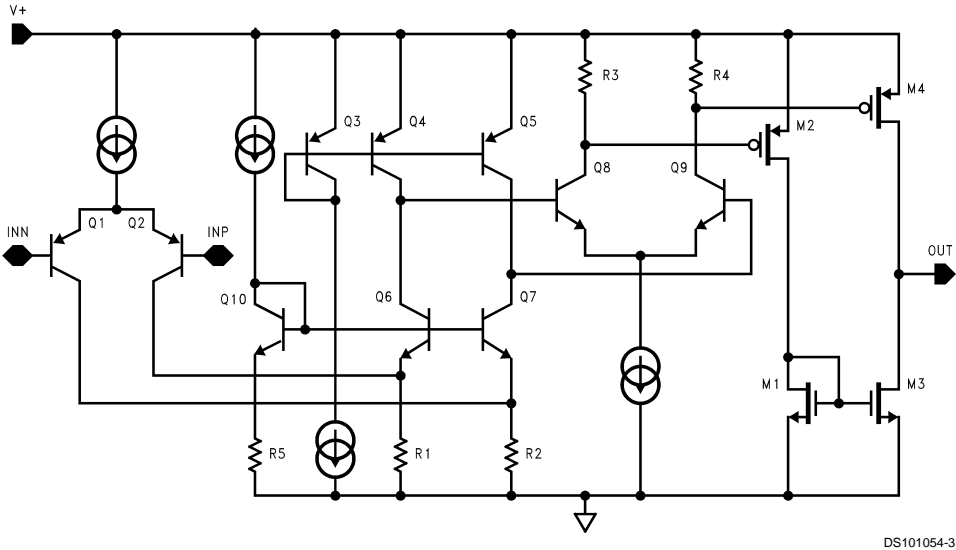 V+
Q3
Q4
Q5
R3
R4
M4
M2
Q8
Q9
INN
Q1
Q2
INP
OUT
Q10
Q6
Q7
M1
M3
R5
R1
R2
DS101054-3